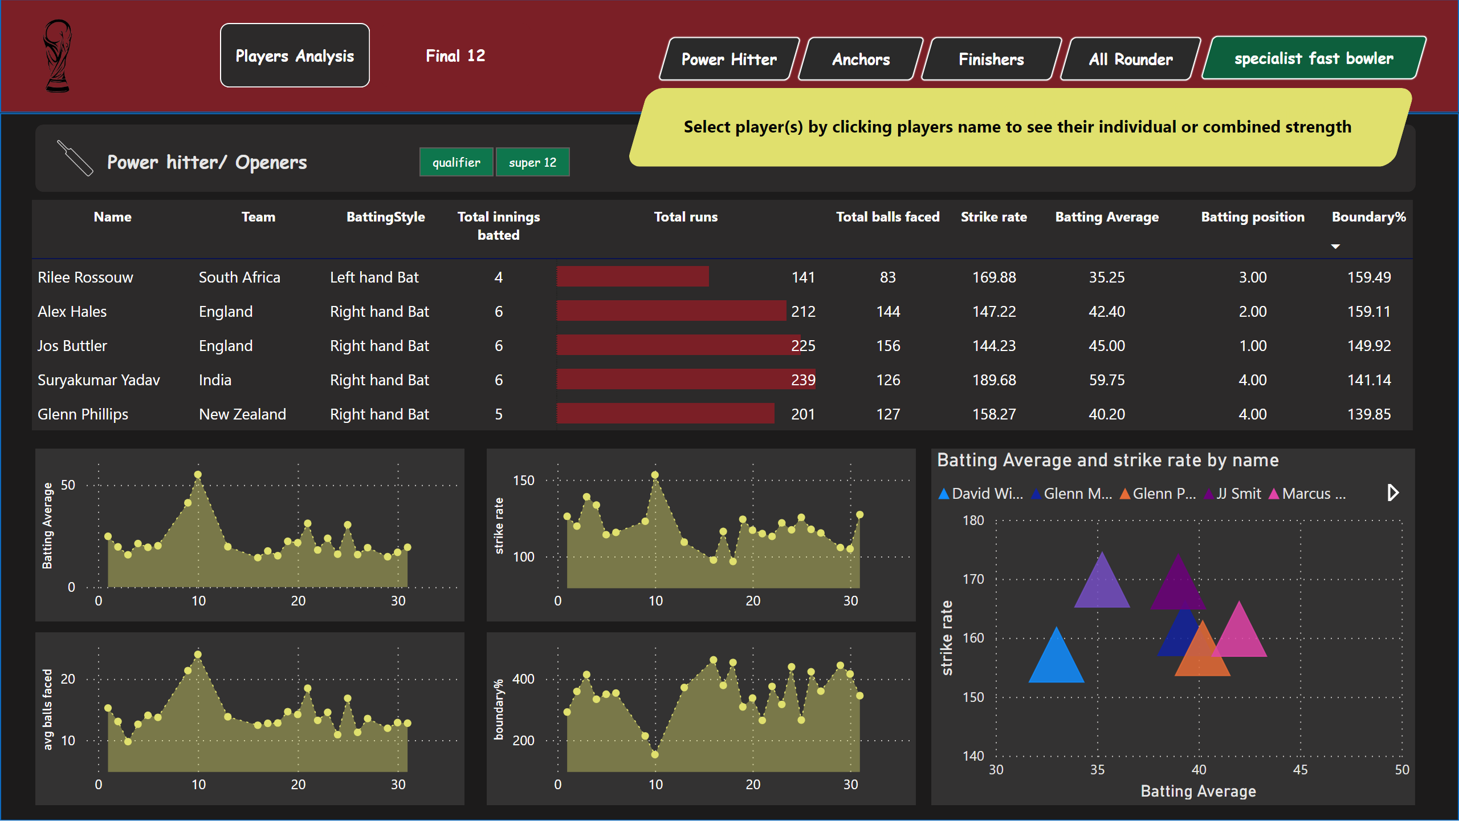 Players Analysis
Final 12
Power Hitter
Anchors
Finishers
All Rounder
specialist fast bowler
Select player(s) by clicking players name to see their individual or combined strength
Power hitter/ Openers
qualifier
super 12
Name Team BattingStyle Total innings batted Total runs Total balls faced Strike rate Batting Average Batting position Boundary%
Rilee Rossouw South Africa Left hand Bat 4 141 83 169.88 35.25 3.00 159.49
Alex Hales England Right hand Bat 6 212 144 147.22 42.40 2.00 159.11
Jos Buttler England Right hand Bat 6 225 156 144.23 45.00 1.00 149.92
Suryakumar Yadav India Right hand Bat 6 239 126 189.68 59.75 4.00 141.14
Glenn Phillips New Zealand Right hand Bat 5 201 127 158.27 40.20 4.00 139.85
Batting Average
50
0
0 10 20 30
strike rate
150
100
0 10 20 30
Batting Average and strike rate by name
David Wi... Glenn M... Glenn P... JJ Smit Marcus ...
strike rate
180
170
160
150
140
30 35 40 45 50
Batting Average
avg balls faced
20
10
0 10 20 30
boundary%
400
200
0 10 20 30